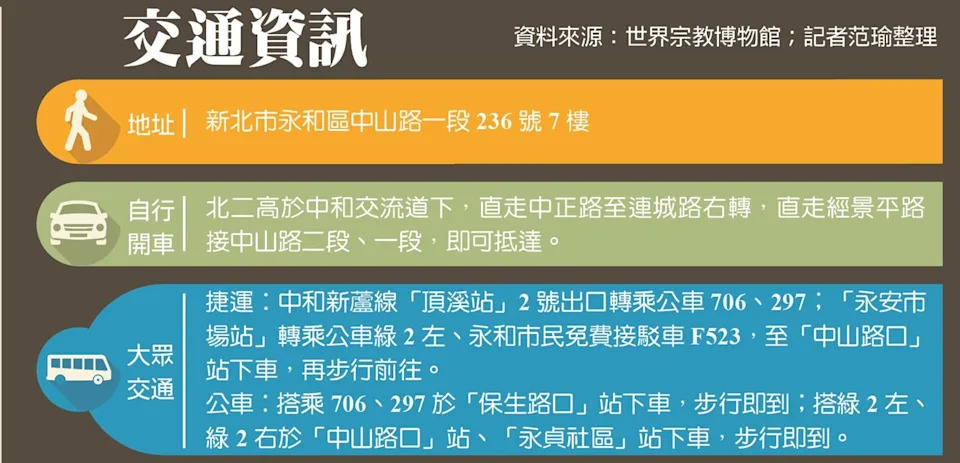 交通資訊
資料來源：世界宗教博物館；記者范瑜整理
地址
新北市永和區中山路一段 236 號 7 樓
自行
開車
北二高於中和交流道下，直走中正路至連城路右轉，直走經景平路
接中山路二段、一段，即可抵達。
大眾
交通
捷運：中和新蘆線「頂溪站」2 號出口轉乘公車 706、297；「永安市
場站」轉乘公車綠 2 左、永和市民免費接駁車 F523，至「中山路口」
站下車，再步行前往。
公車：搭乘 706、297 於「保生路口」站下車，步行即到；搭綠 2 左、
綠 2 右於「中山路口」站、「永貞社區」站下車，步行即到。